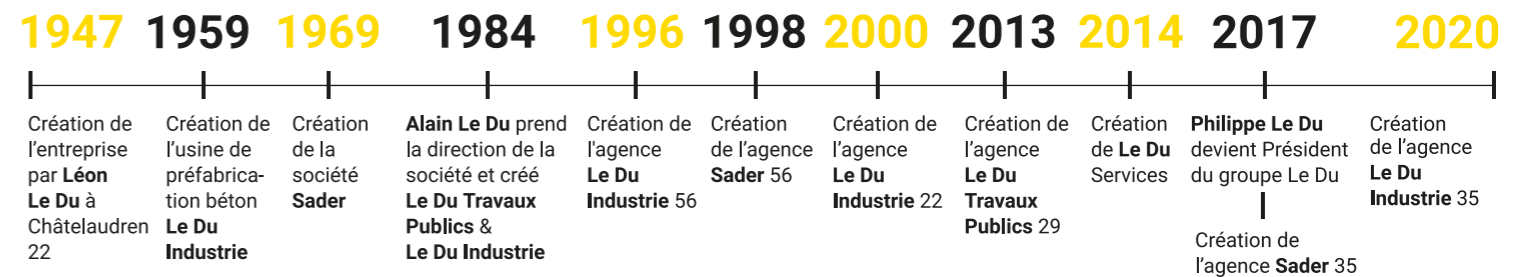 1947 1959 1969 1984 1996 1998 2000 2013 2014 2017 2020
Création de
l’entreprise
par Léon
Le Du à
Châtelaudren
22
Création de
l’usine de
préfabrica-
tion béton
Le Du
Industrie
Création
de la
société
Sader
Alain Le Du prend
la direction de la
société et créé
Le Du Travaux
Publics &
Le Du Industrie
Création de
l'agence
Le Du
Industrie 56
Création
de l’agence
Sader 56
Création de
l’agence
Le Du
Industrie 22
Création de
l’agence
Le Du
Travaux
Publics 29
Création
de Le Du
Services
Philippe Le Du
devient Président
du groupe Le Du
Création de
l’agence Sader 35
Création
de l’agence
Le Du
Industrie 35